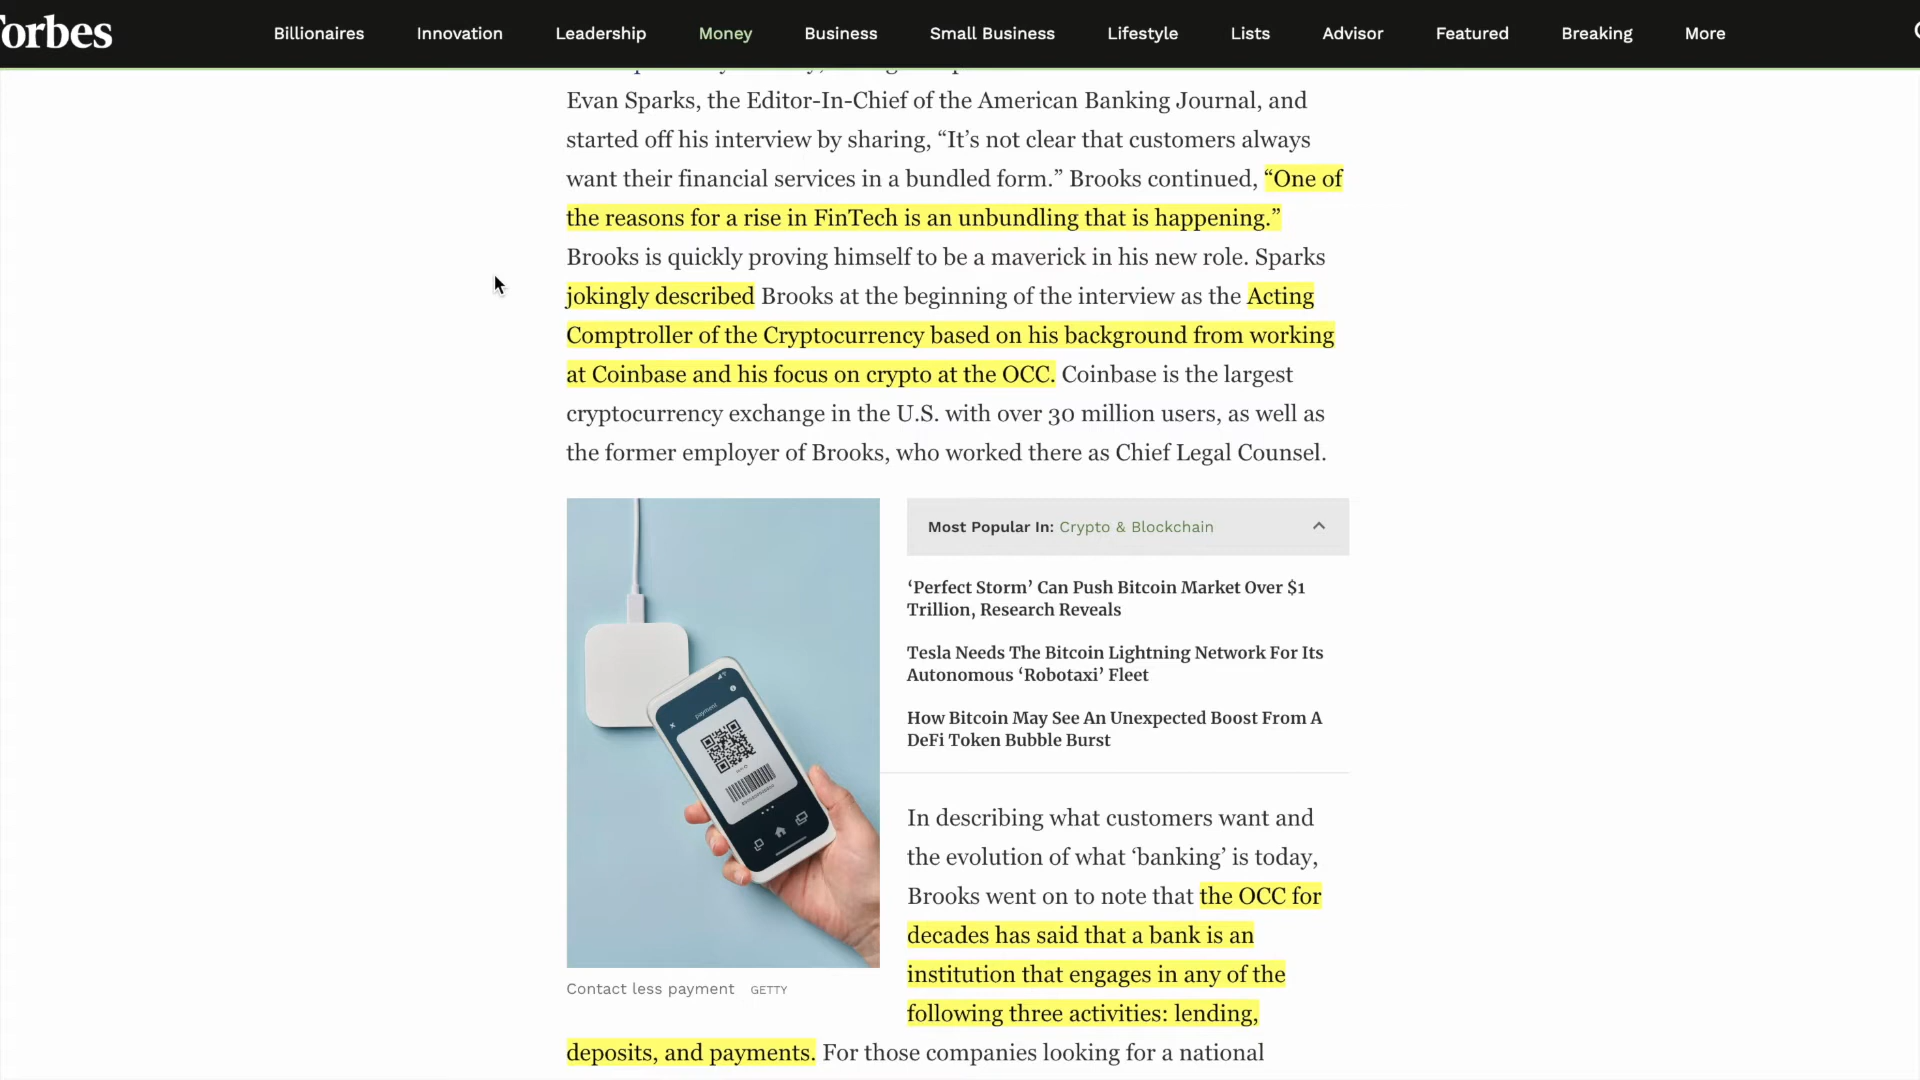 Forbes
Billionaires Innovation Leadership Money Business Small Business Lifestyle Lists Advisor Featured Breaking More
Evan Sparks, the Editor-In-Chief of the American Banking Journal, and
started off his interview by sharing, “It’s not clear that customers always
want their financial services in a bundled form.” Brooks continued, “One of
the reasons for a rise in FinTech is an unbundling that is happening.”
Brooks is quickly proving himself to be a maverick in his new role. Sparks
jokingly described Brooks at the beginning of the interview as the Acting
Comptroller of the Cryptocurrency based on his background from working
at Coinbase and his focus on crypto at the OCC. Coinbase is the largest
cryptocurrency exchange in the U.S. with over 30 million users, as well as
the former employer of Brooks, who worked there as Chief Legal Counsel.
payment
Contact less payment GETTY
Most Popular In: Crypto & Blockchain
‘Perfect Storm’ Can Push Bitcoin Market Over $1
Trillion, Research Reveals
Tesla Needs The Bitcoin Lightning Network For Its
Autonomous ‘Robotaxi’ Fleet
How Bitcoin May See An Unexpected Boost From A
DeFi Token Bubble Burst
In describing what customers want and
the evolution of what ‘banking’ is today,
Brooks went on to note that the OCC for
decades has said that a bank is an
institution that engages in any of the
following three activities: lending,
deposits, and payments. For those companies looking for a national